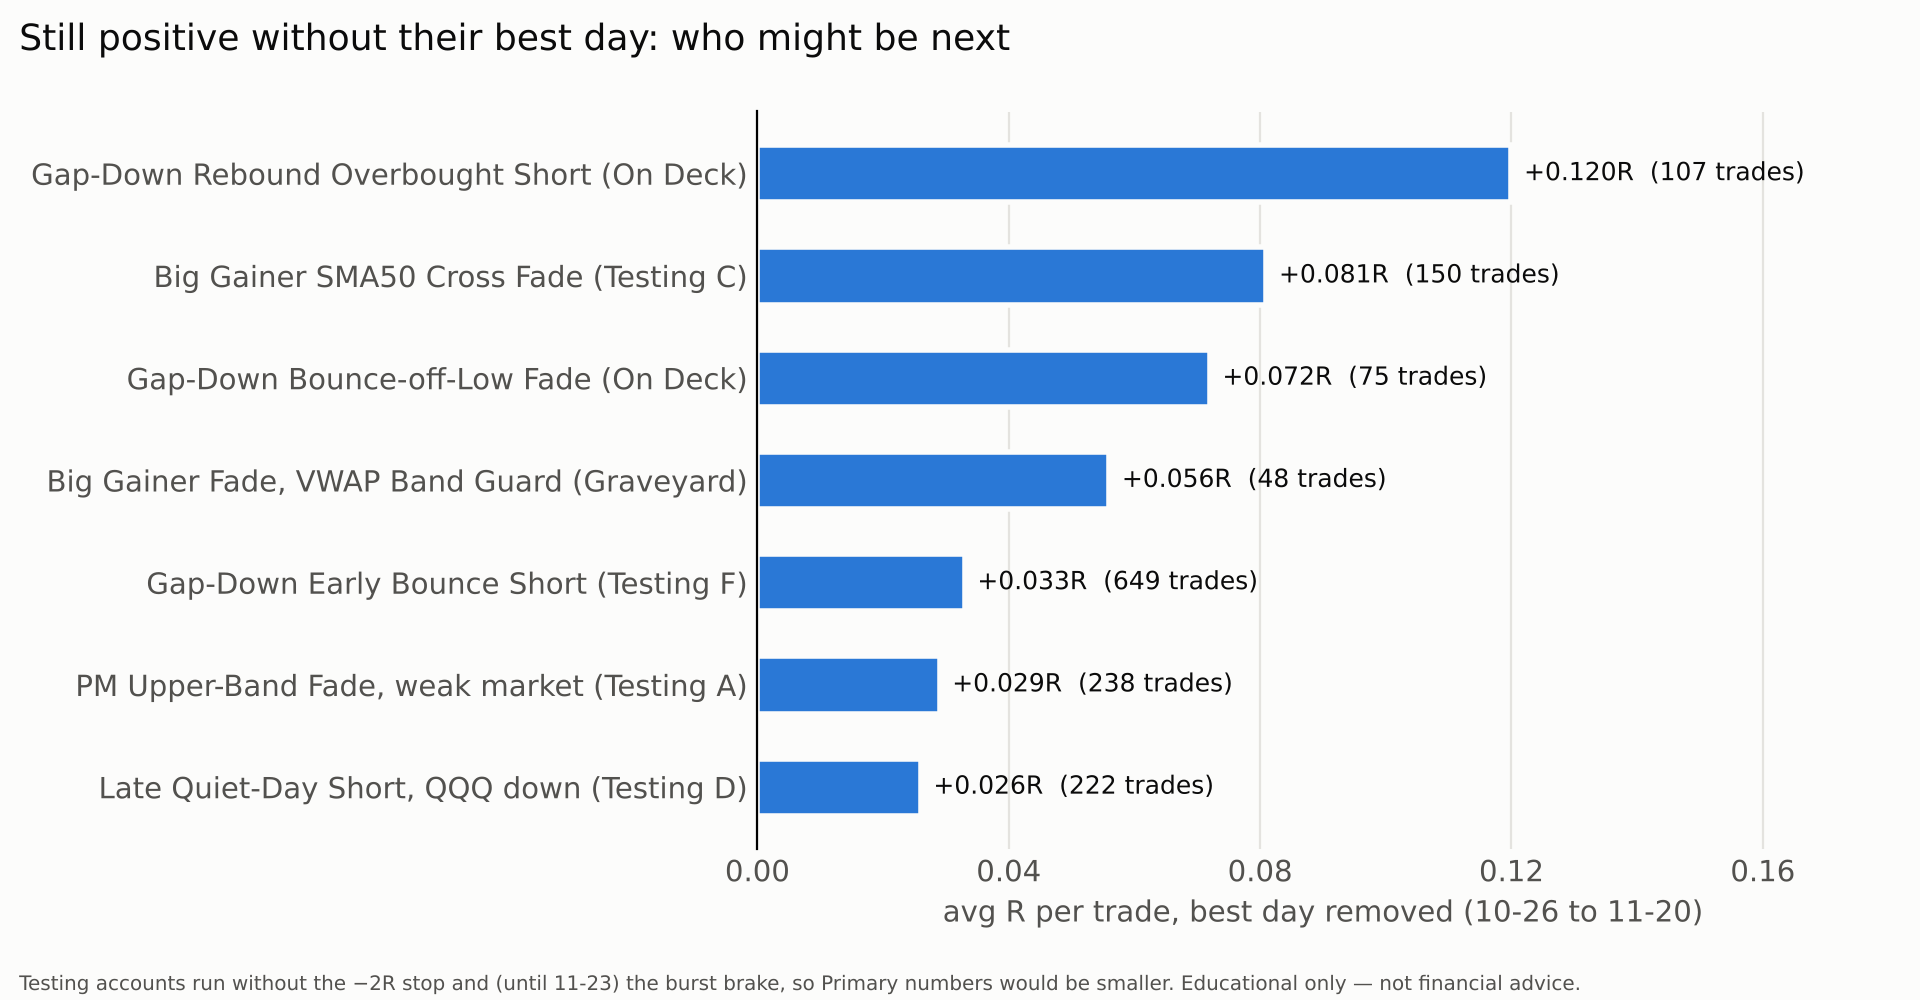 Still positive without their best day: who might be next
Gap-Down Rebound Overbought Short (On Deck)
+0.120R (107 trades)
Big Gainer SMA50 Cross Fade (Testing C)
+0.081R (150 trades)
Gap-Down Bounce-off-Low Fade (On Deck)
+0.072R (75 trades)
Big Gainer Fade, VWAP Band Guard (Graveyard)
+0.056R (48 trades)
Gap-Down Early Bounce Short (Testing F)
+0.033R (649 trades)
PM Upper-Band Fade, weak market (Testing A)
+0.029R (238 trades)
Late Quiet-Day Short, QQQ down (Testing D)
+0.026R (222 trades)
0.00 0.04 0.08 0.12 0.16
avg R per trade, best day removed (10-26 to 11-20)
Testing accounts run without the −2R stop and (until 11-23) the burst brake, so Primary numbers would be smaller. Educational only — not financial advice.